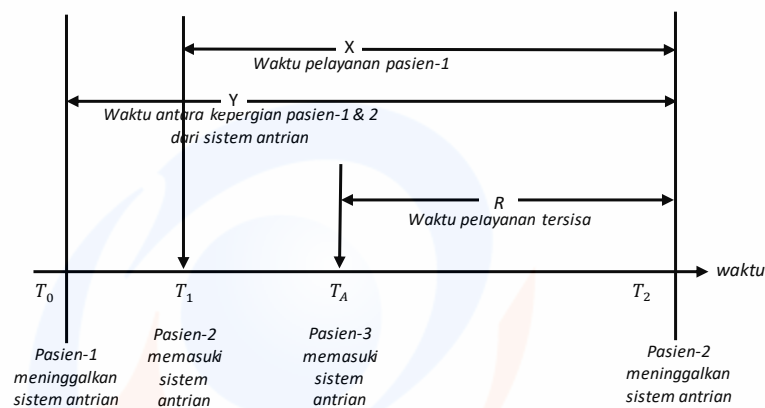 X
Waktu pelayanan pasien-1
Y
Waktu antara kepergian pasien-1 & 2
dari sistem antrian
R
Waktu pelayanan tersisa
waktu
T0
T1
TA
T2
Pasien-1
meninggalkan
sistem antrian
Pasien-2
memasuki
sistem
antrian
Pasien-3
memasuki
sistem
antrian
Pasien-2
meninggalkan
sistem antrian